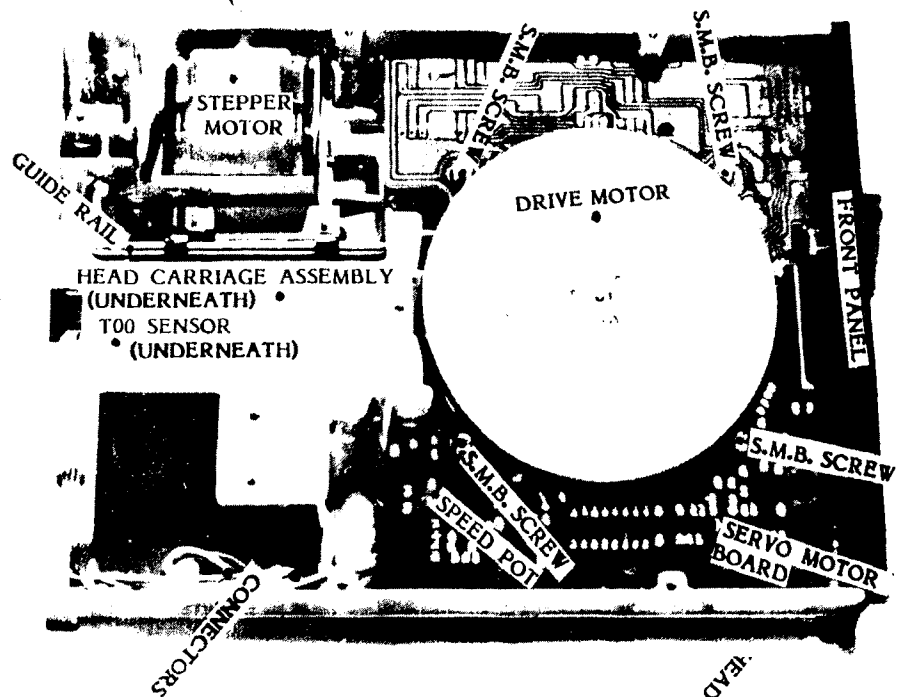 S.M.B. SCREW
S.M.B. SCREW
STEPPER
MOTOR
GUIDE RAIL
DRIVE MOTOR
FRONT PANEL
HEAD CARRIAGE ASSEMBLY
(UNDERNEATH)
T00 SENSOR
(UNDERNEATH)
S.M.B. SCREW
S.M.B. SCREW
SPEED POT
SERVO MOTOR
BOARD
CONNECTORS
HEAD